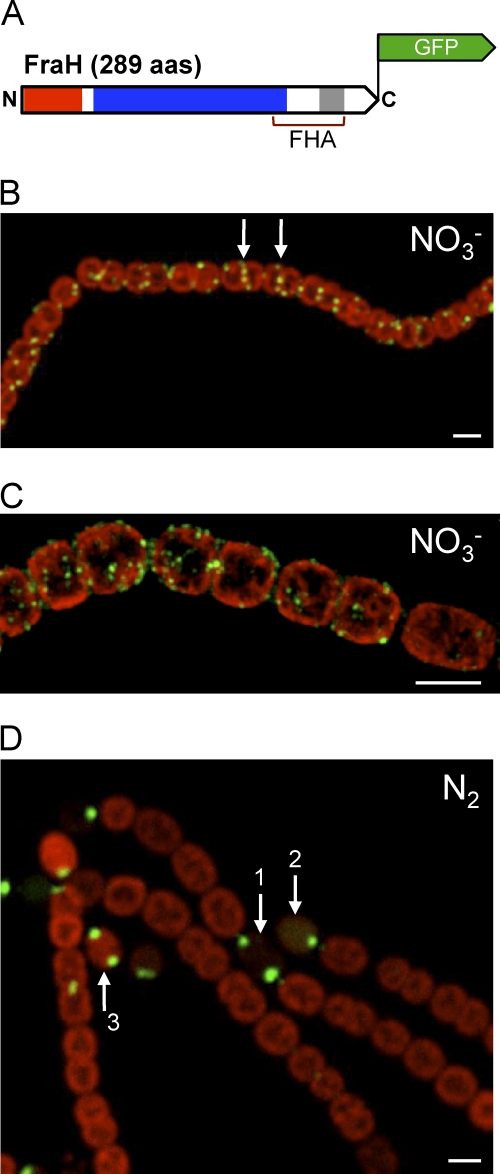 A
GFP
FraH (289 aas)
N C
FHA
B
NO₃⁻
C
NO₃⁻
D
N₂
1 2
3